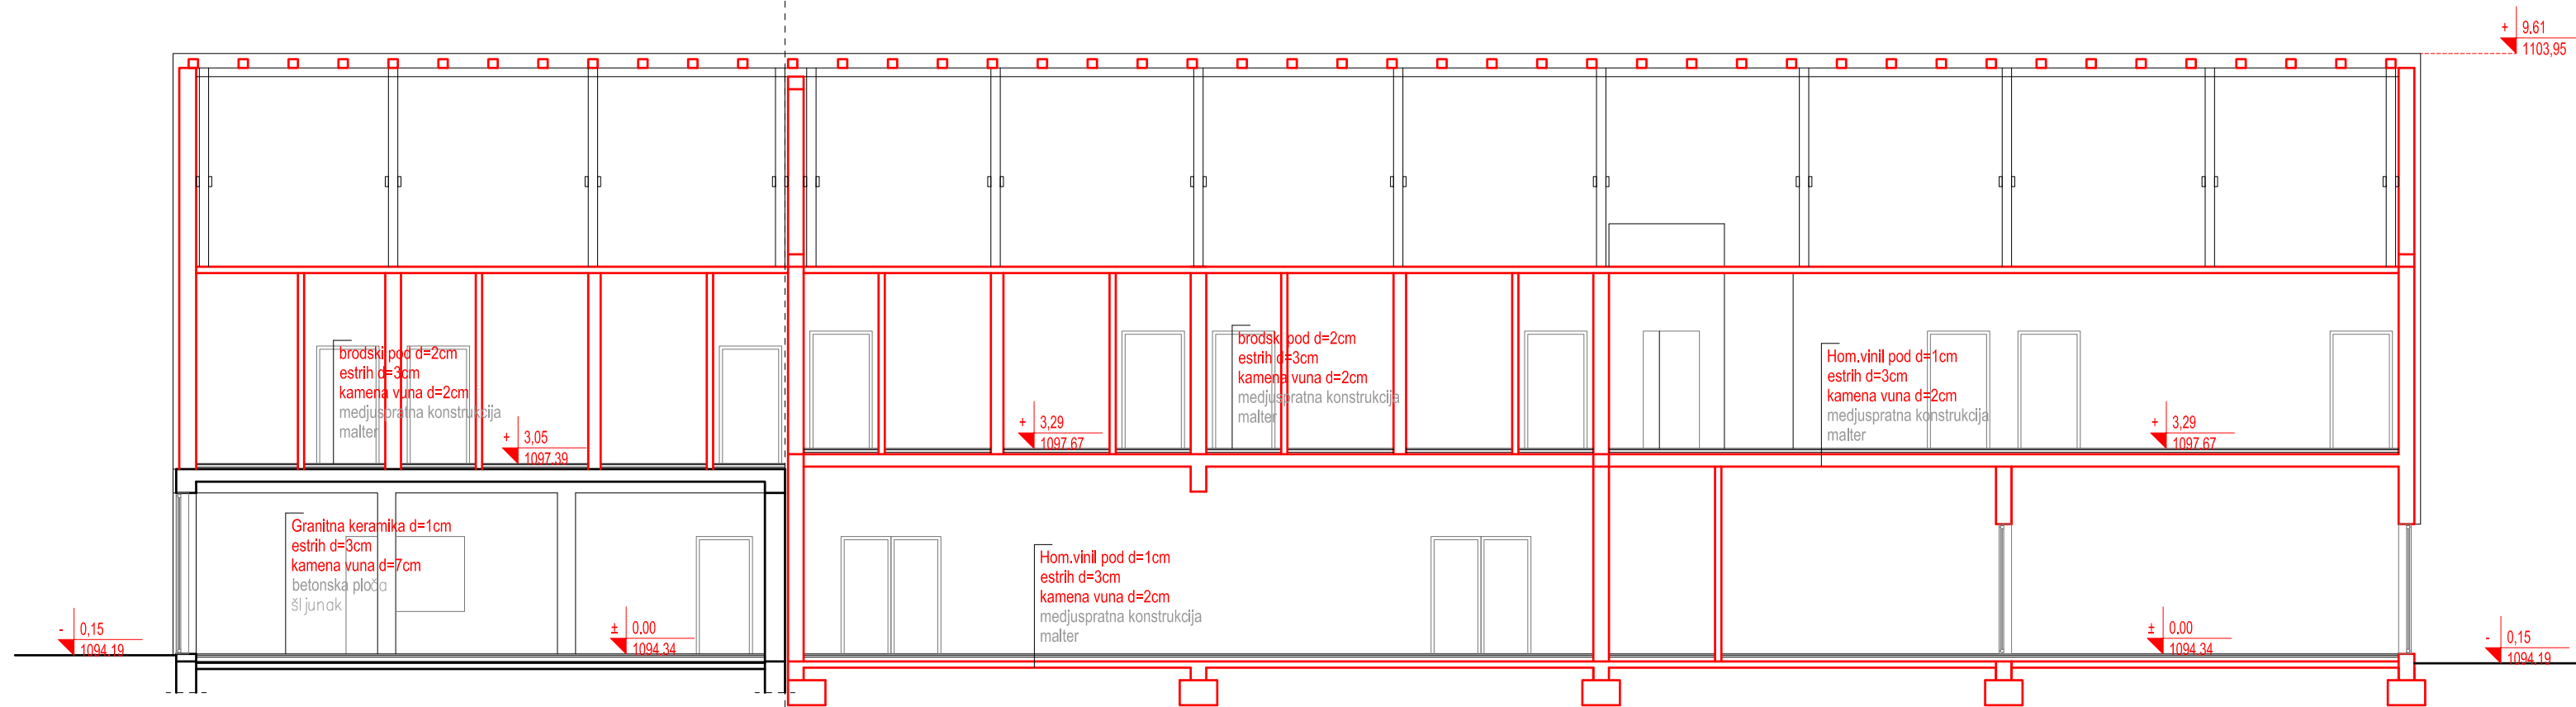 + 9.61
1103,95
brodski pod d=2cm
estrih d=3cm
kamena vuna d=2cm
medjuspratna konstrukcija
malter
+ 3,05
1097.39
+ 3,29
1097.67
brodski pod d=2cm
estrih d=3cm
kamena vuna d=2cm
medjuspratna konstrukcija
malter
Hom.vinil pod d=1cm
estrih d=3cm
kamena vuna d=2cm
medjuspratna konstrukcija
malter
+ 3,29
1097.67
Granitna keramika d=1cm
estrih d=3cm
kamena vuna d=7cm
betonska ploča
šljunak
Hom.vinil pod d=1cm
estrih d=3cm
kamena vuna d=2cm
medjuspratna konstrukcija
malter
- 0,15
1094.19
± 0.00
1094.34
± 0.00
1094.34
- 0,15
1094.19